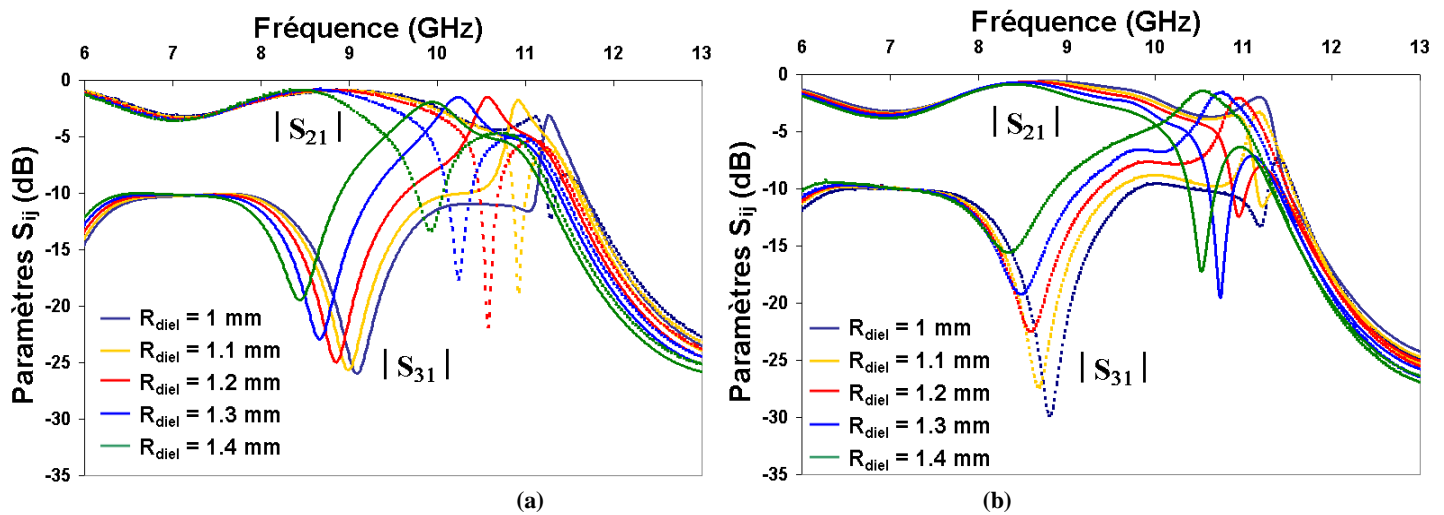 Fréquence (GHz)
6 7 8 9 10 11 12 13
0
-5
-10
-15
-20
-25
-30
-35
Paramètres Sij (dB)
| S21 |
| S31 |
Rdiel = 1 mm
Rdiel = 1.1 mm
Rdiel = 1.2 mm
Rdiel = 1.3 mm
Rdiel = 1.4 mm
(a)
Fréquence (GHz)
6 7 8 9 10 11 12 13
0
-5
-10
-15
-20
-25
-30
-35
Paramètres Sij (dB)
| S21 |
| S31 |
Rdiel = 1 mm
Rdiel = 1.1 mm
Rdiel = 1.2 mm
Rdiel = 1.3 mm
Rdiel = 1.4 mm
(b)